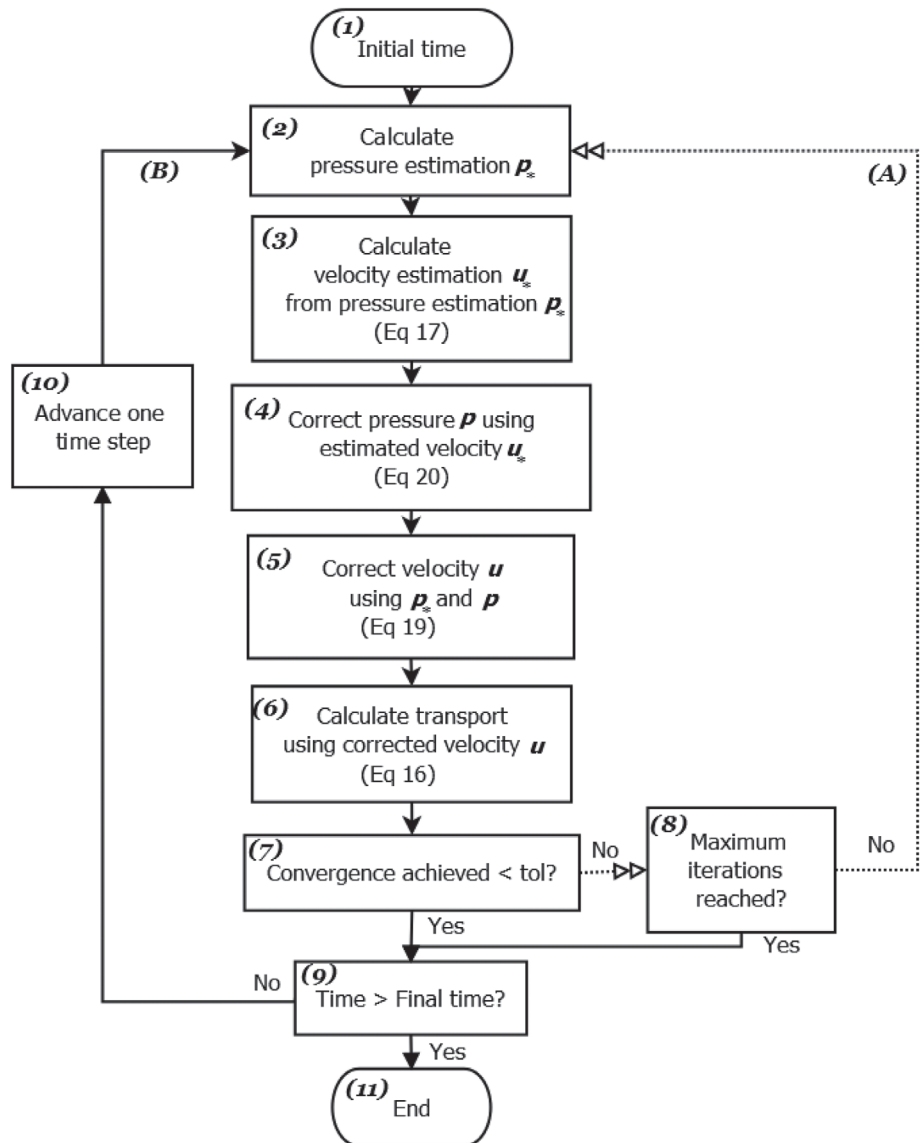 (1)
Initial time
(2)
Calculate
pressure estimation p*
(B)
(A)
(3)
Calculate
velocity estimation u*
from pressure estimation p*
(Eq 17)
(10)
Advance one
time step
(4)
Correct pressure p using
estimated velocity u*
(Eq 20)
(5)
Correct velocity u
using p* and p
(Eq 19)
(6)
Calculate transport
using corrected velocity u
(Eq 16)
(7)
Convergence achieved < tol?
No
(8)
Maximum
iterations
reached?
No
Yes
Yes
(9)
Time > Final time?
No
Yes
(11)
End